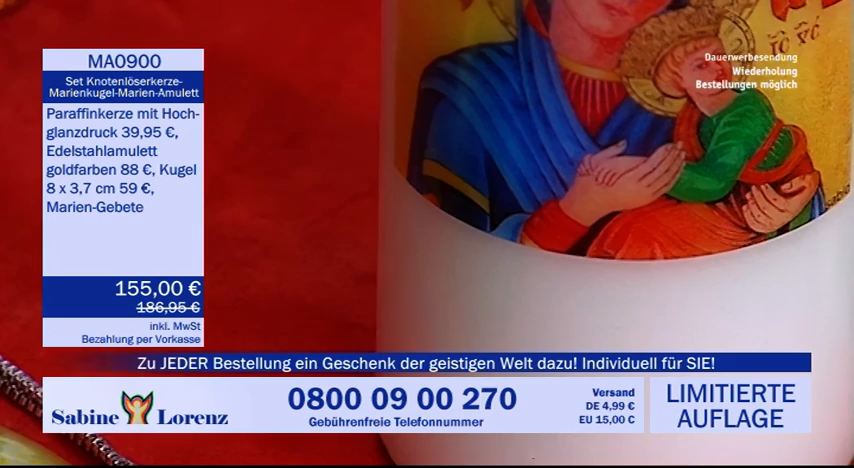 MA0900
Set Knotenlöserkerze-
Marienkugel-Marien-Amulett
Paraffinkerze mit Hoch-
glanzdruck 39,95 €,
Edelstahlamulett
goldfarben 88 €, Kugel
8 x 3,7 cm 59 €,
Marien-Gebete
155,00 €
186,95 €
inkl. MwSt
Bezahlung per Vorkasse
Dauerwerbesendung
Wiederholung
Bestellungen möglich
Zu JEDER Bestellung ein Geschenk der geistigen Welt dazu! Individuell für SIE!
Sabine Lorenz
0800 09 00 270
Gebührenfreie Telefonnummer
Versand
DE 4,99 €
EU 15,00 €
LIMITIERTE
AUFLAGE